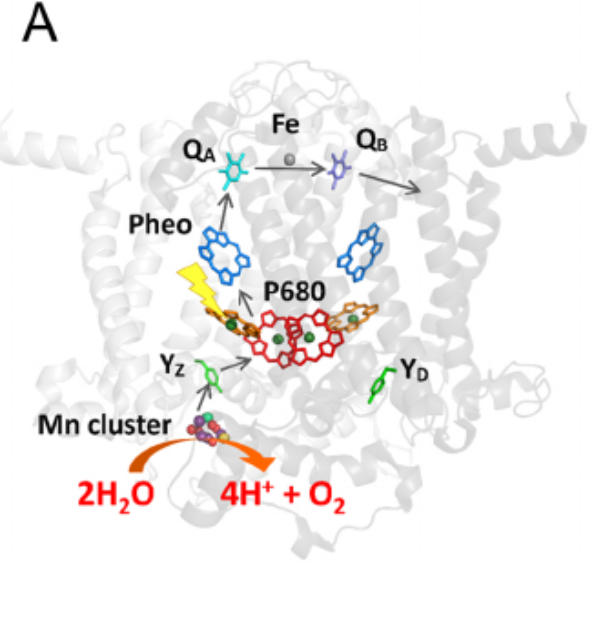 A
Fe
QA
QB
Pheo
P680
YZ
YD
Mn cluster
2H2O
4H+ + O2